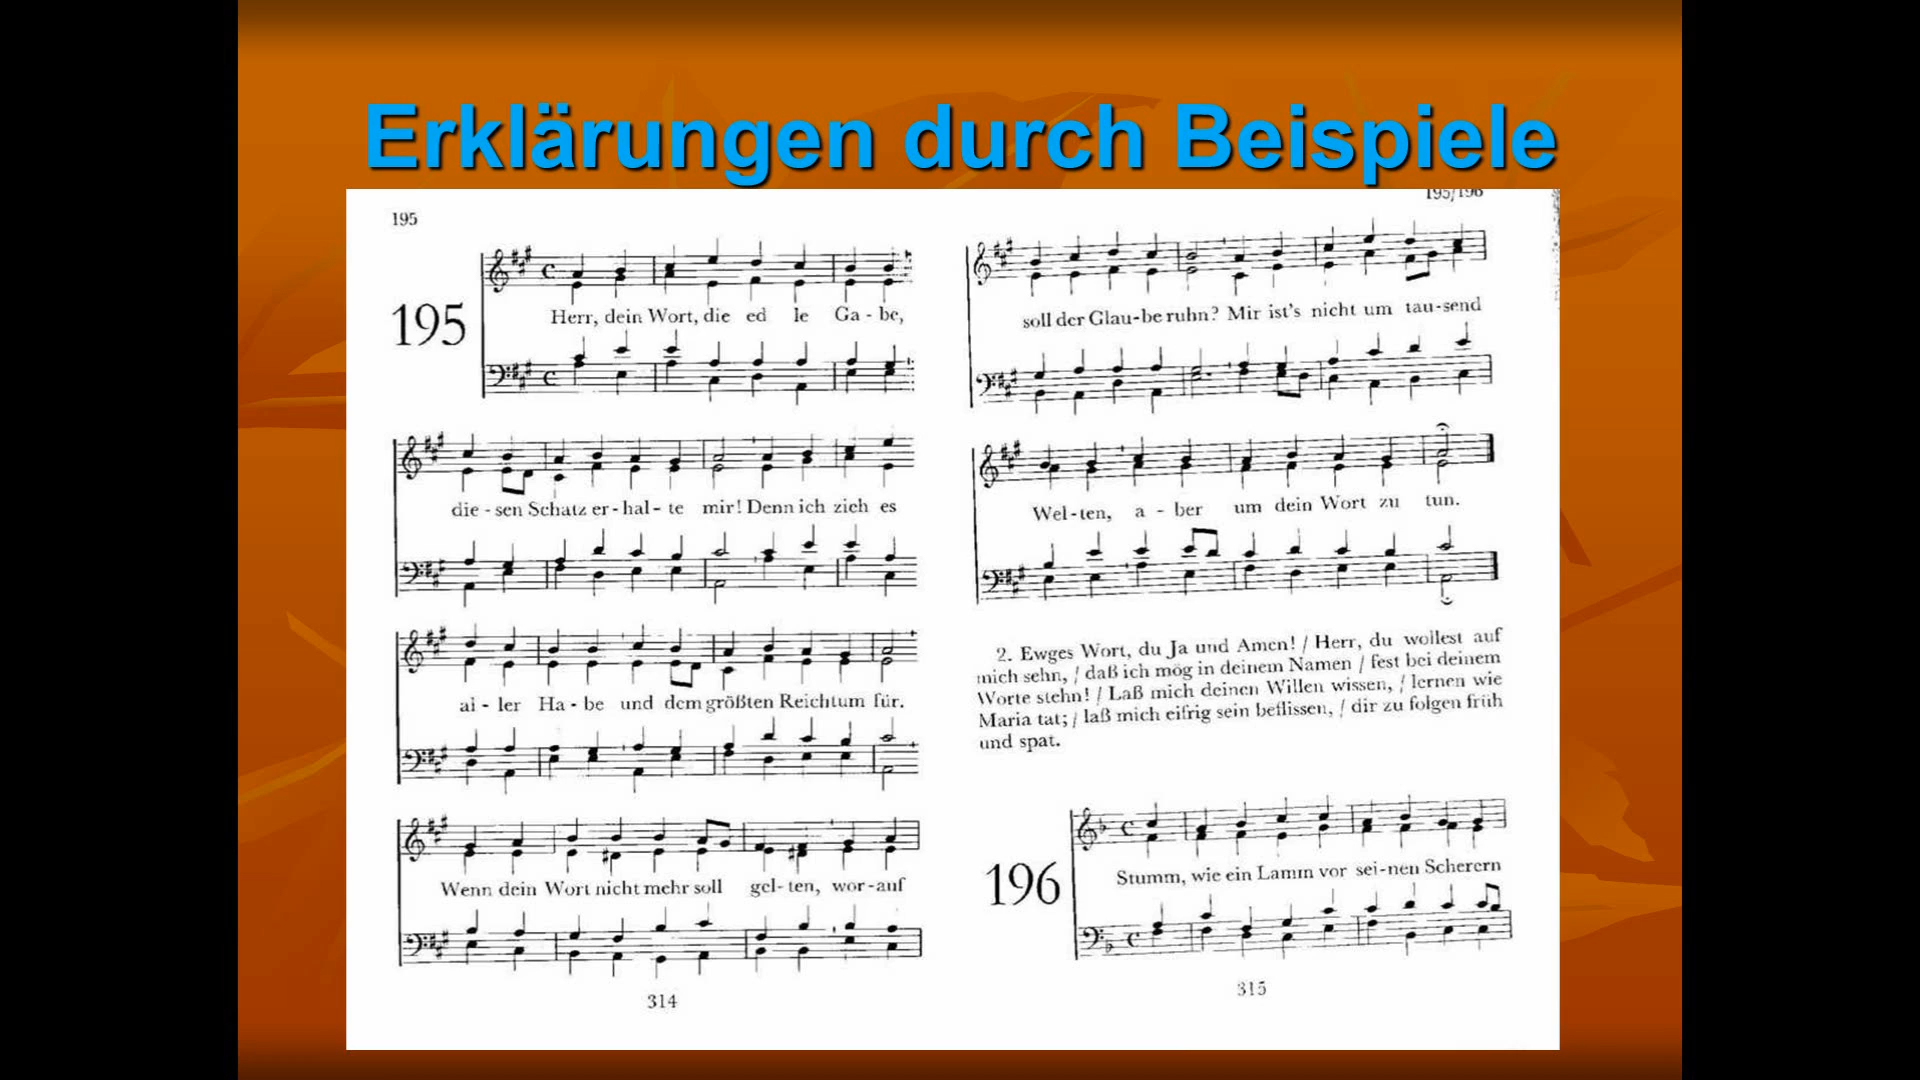 Erklärungen durch Beispiele
195
195
Herr, dein Wort, die ed le Ga - be,
die - sen Schatz er - hal - te mir! Denn ich zieh es
al - ler Ha - be und dem größten Reichtum für.
Wenn dein Wort nicht mehr soll gel - ten, wor - auf
314
195/196
soll der Glau - be ruhn? Mir ist's nicht um tau - send
Wel - ten, a - ber um dein Wort zu tun.
2. Ewges Wort, du Ja und Amen! / Herr, du wollest auf
mich sehn, / daß ich mög in deinem Namen / fest bei deinem
Worte stehn! / Laß mich deinen Willen wissen, / lernen wie
Maria tat; / laß mich eifrig sein beflissen, / dir zu folgen früh
und spat.
196
Stumm, wie ein Lamm vor sei - nen Scherern
315